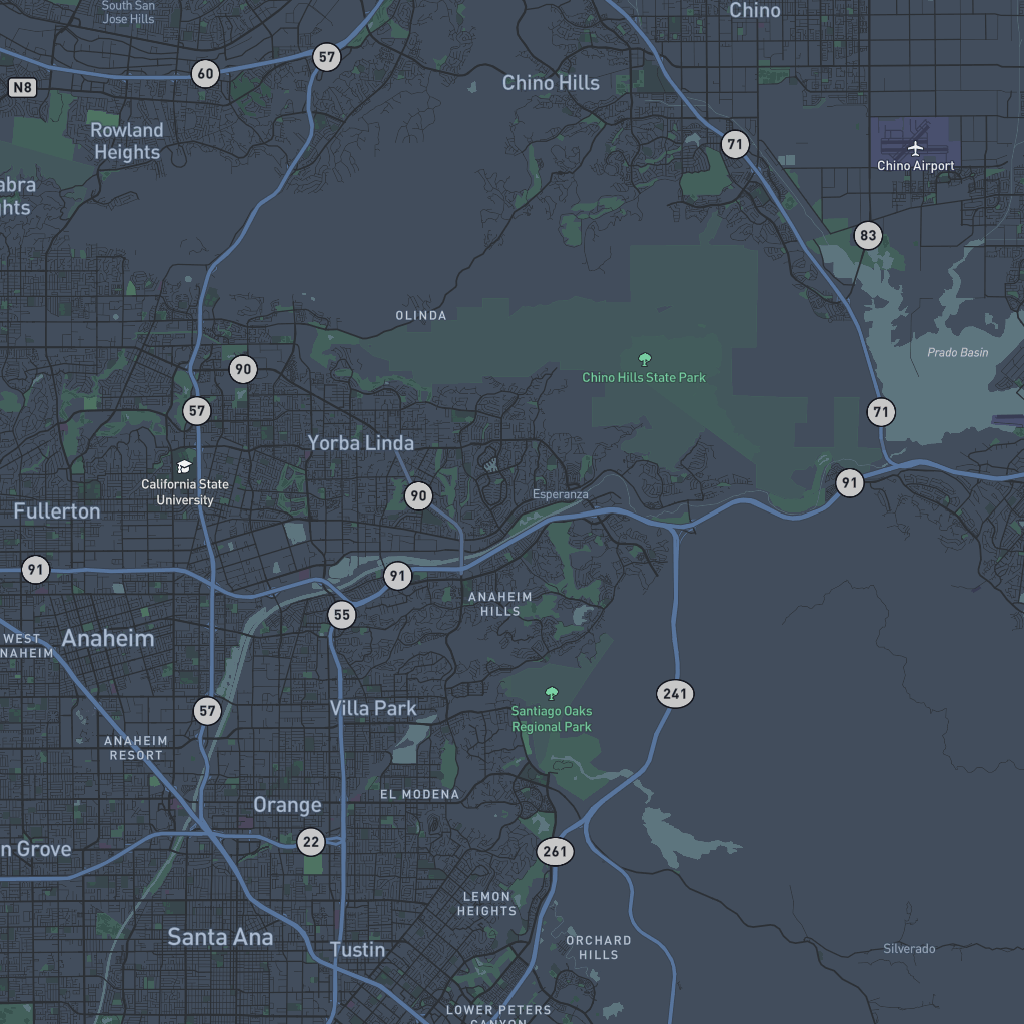 South San
Jose Hills
Chino
57
60
N8
Chino Hills
Rowland
Heights
71
Chino Airport
abra
ghts
83
OLINDA
Prado Basin
90
Chino Hills State Park
57
71
Yorba Linda
California State
University
90
Esperanza
91
Fullerton
91
91
ANAHEIM
HILLS
55
WEST
NAHEIM
Anaheim
241
57
Villa Park
Santiago Oaks
Regional Park
ANAHEIM
RESORT
EL MODENA
Orange
22
n Grove
261
LEMON
HEIGHTS
Santa Ana
Tustin
ORCHARD
HILLS
Silverado
LOWER PETERS
CANYON